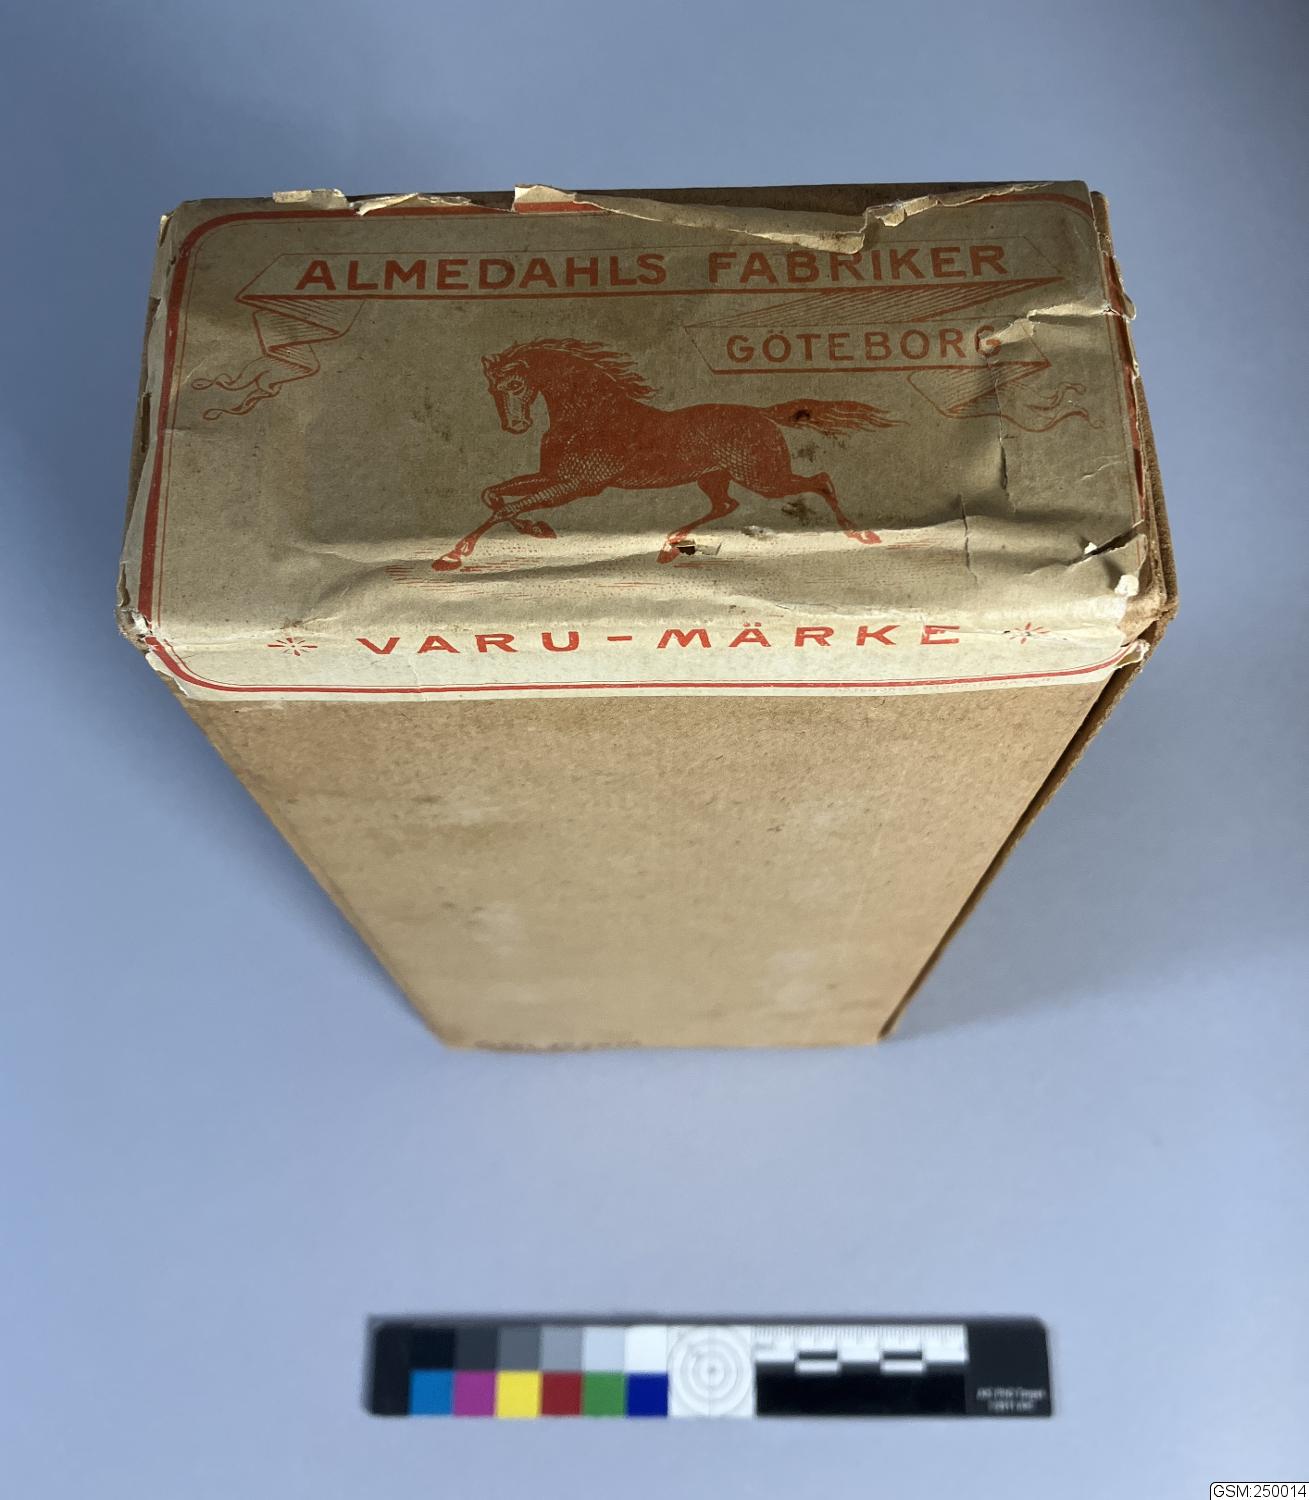 ALMEDAHLS FABRIKER
GÖTEBORG
VARU-MÄRKE
GSM:250014